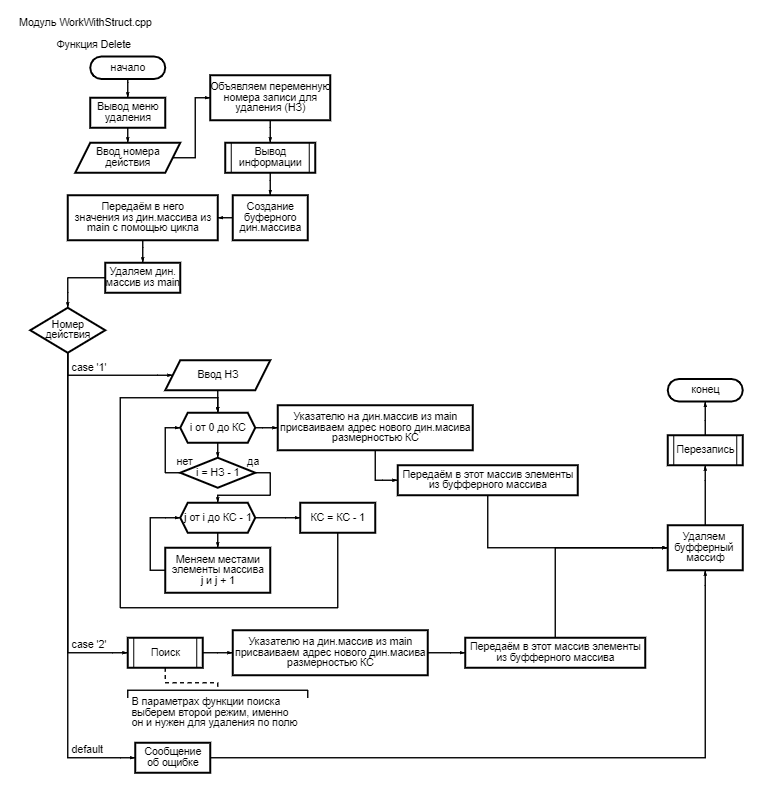 Модуль WorkWithStruct.cpp
Функция Delete
начало
Вывод меню
удаления
Ввод номера
действия
Объявляем переменную
номера записи для
удаления (НЗ)
Вывод
информации
Создание
буферного
дин.массива
Передаём в него
значения из дин.массива из
main с помощью цикла
Удаляем дин.
массив из main
Номер
действия
case '1'
Ввод НЗ
i от 0 до КС
Указателю на дин.массив из main
присваиваем адрес нового дин.масива
размерностью КС
нет
i = НЗ - 1
да
Передаём в этот массив элементы
из бufферного массива
j от i до КС - 1
КС = КС - 1
Меняем местами
элементы массива
j и j + 1
конец
Перезапись
Удаляем
буфферный
массиф
case '2'
Поиск
Указателю на дин.массив из main
присваиваем адрес нового дин.масива
размерностью КС
Передаём в этот массив элементы
из буфферного массива
В параметрах функции поиска
выберем второй режим, именно
он и нужен для удаления по полю
default
Сообщение
об ощибке